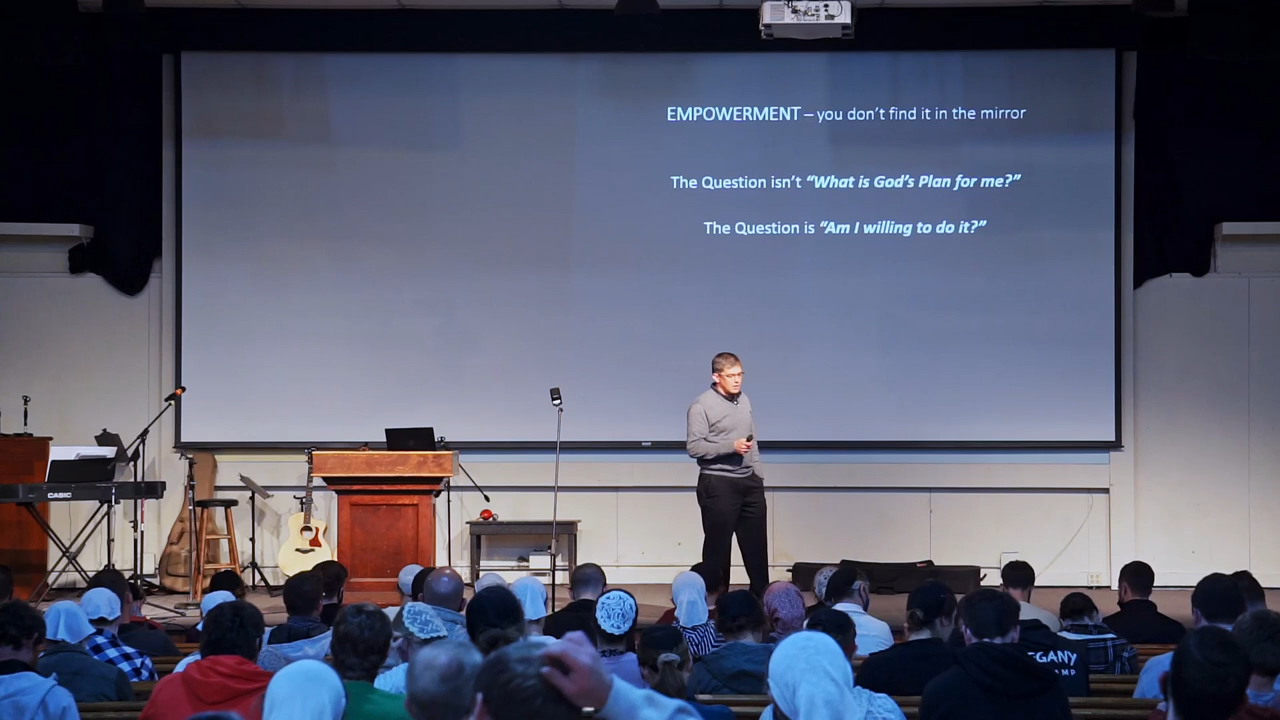 EMPOWERMENT – you don't find it in the mirror
The Question isn't “What is God's Plan for me?”
The Question is “Am I willing to do it?”
CASIO